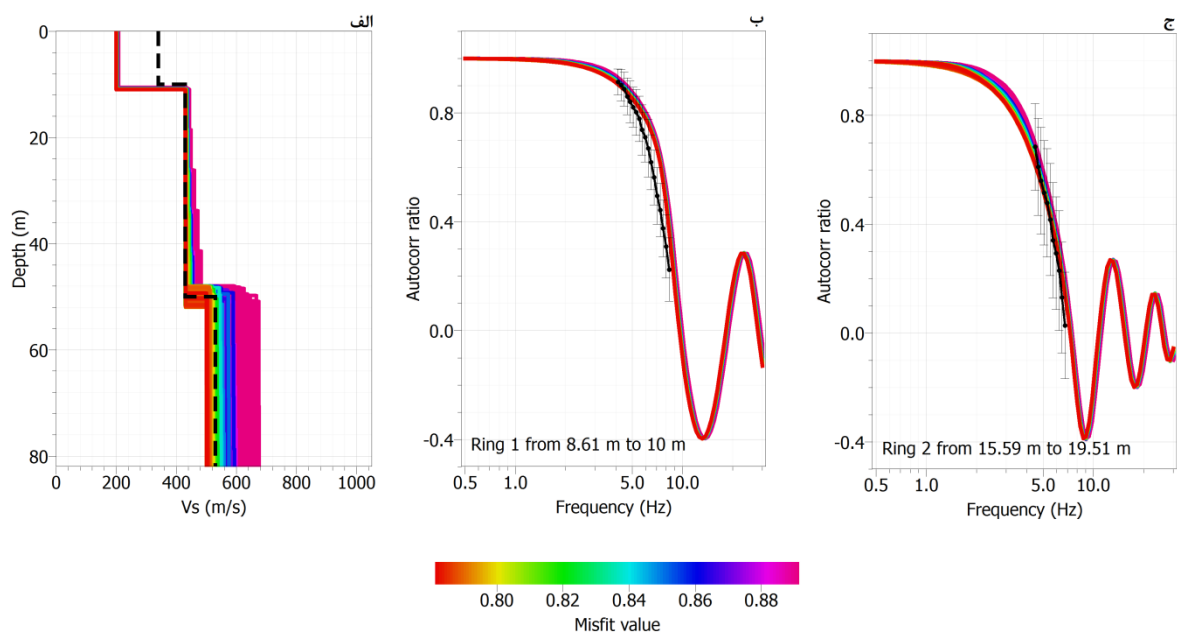 الف
0
20
40
60
80
Depth (m)
0 200 400 600 800 1000
Vs (m/s)
ب
0.8
0.4
0.0
-0.4
Autocorr ratio
Ring 1 from 8.61 m to 10 m
0.5 1.0 5.0 10.0
Frequency (Hz)
ج
0.8
0.4
0.0
-0.4
Autocorr ratio
Ring 2 from 15.59 m to 19.51 m
0.5 1.0 5.0 10.0
Frequency (Hz)
0.80 0.82 0.84 0.86 0.88
Misfit value